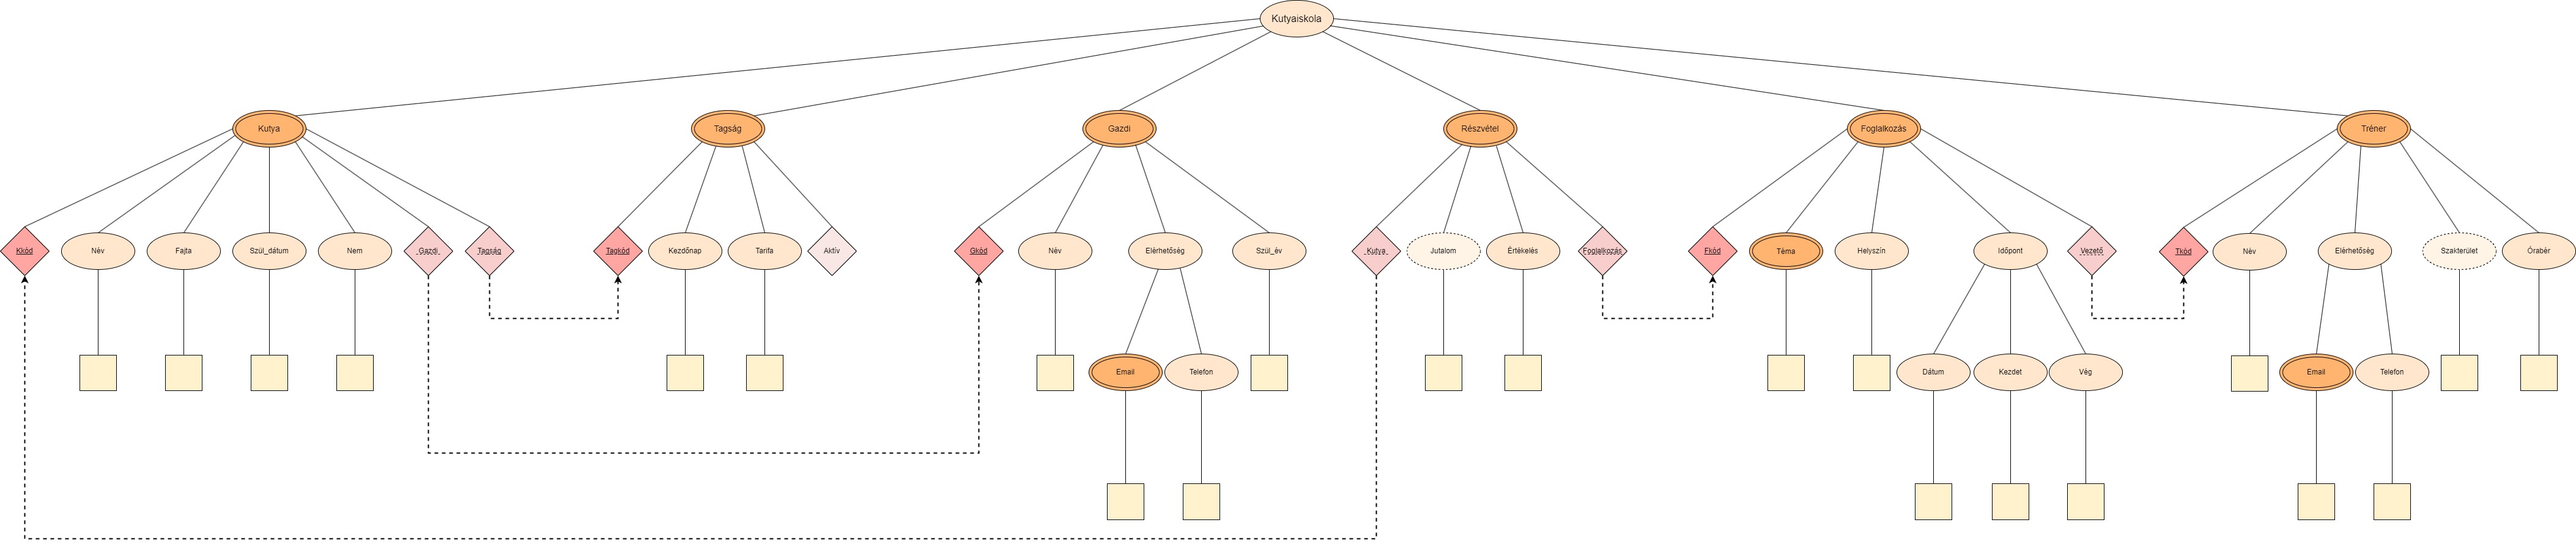 Kutyaiskola
Kutya
Tagság
Gazdi
Részvétel
Foglalkozás
Tréner
Kkód
Név
Fajta
Szül_dátum
Nem
Gazdi
Tagság
Tagkód
Kezdőnap
Tarifa
Aktív
Gkód
Név
Elérhetőség
Szül_év
Kutya
Jutalom
Értékelés
Foglalkozás
Fkód
Téma
Helyszín
Időpont
Vezető
Tkód
Név
Elérhetőség
Szakterület
Órabér
Email
Telefon
Dátum
Kezdet
Vég
Email
Telefon